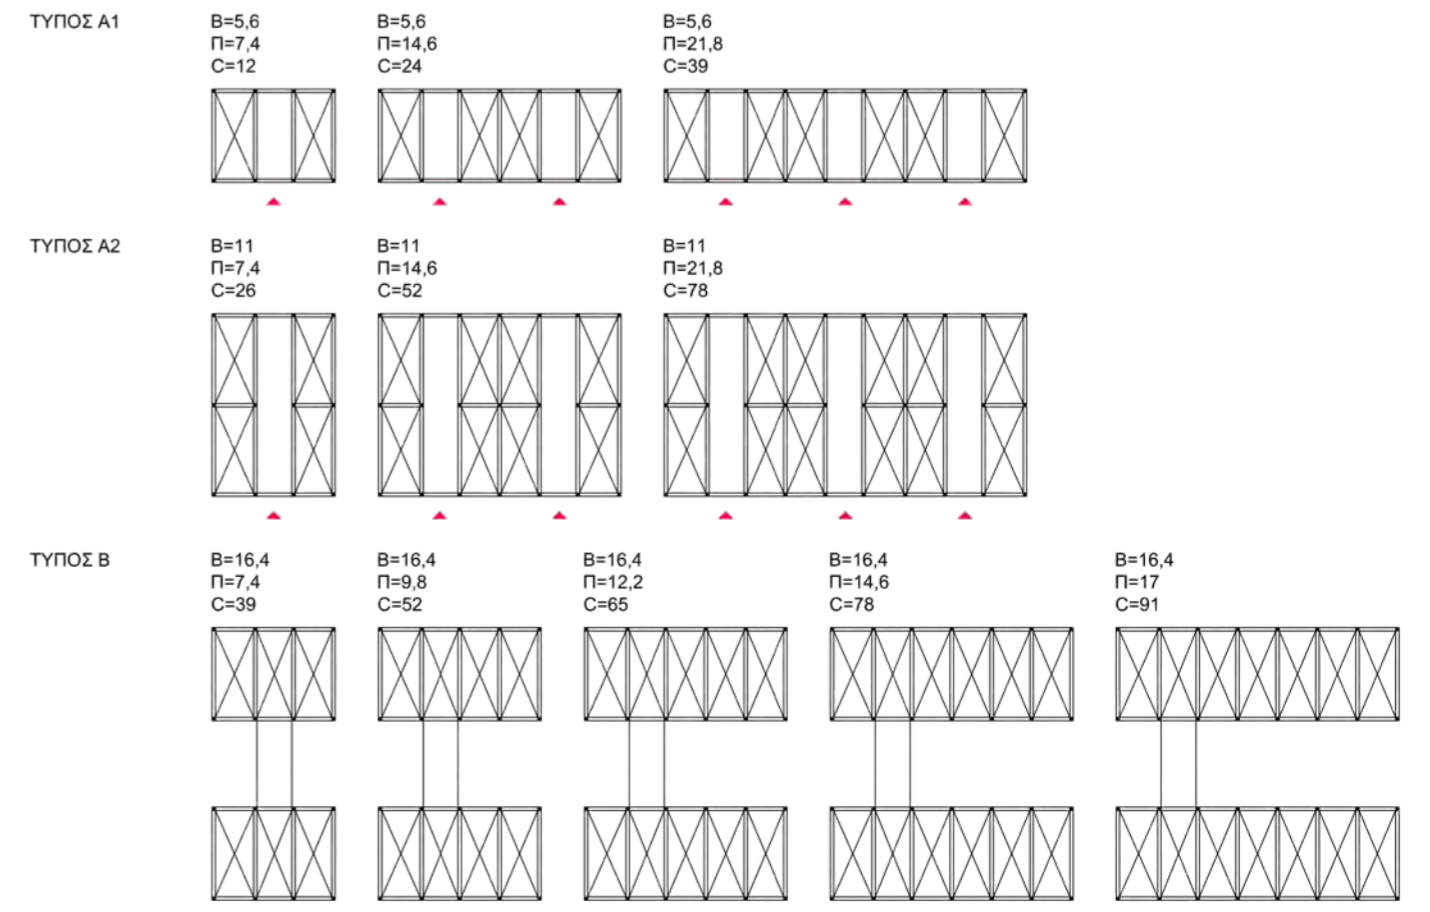 ΤΥΠΟΣ Α1
Β=5,6
Π=7,4
C=12
Β=5,6
Π=14,6
C=24
Β=5,6
Π=21,8
C=39
ΤΥΠΟΣ Α2
Β=11
Π=7,4
C=26
Β=11
Π=14,6
C=52
Β=11
Π=21,8
C=78
ΤΥΠΟΣ Β
Β=16,4
Π=7,4
C=39
Β=16,4
Π=9,8
C=52
Β=16,4
Π=12,2
C=65
Β=16,4
Π=14,6
C=78
Β=16,4
Π=17
C=91